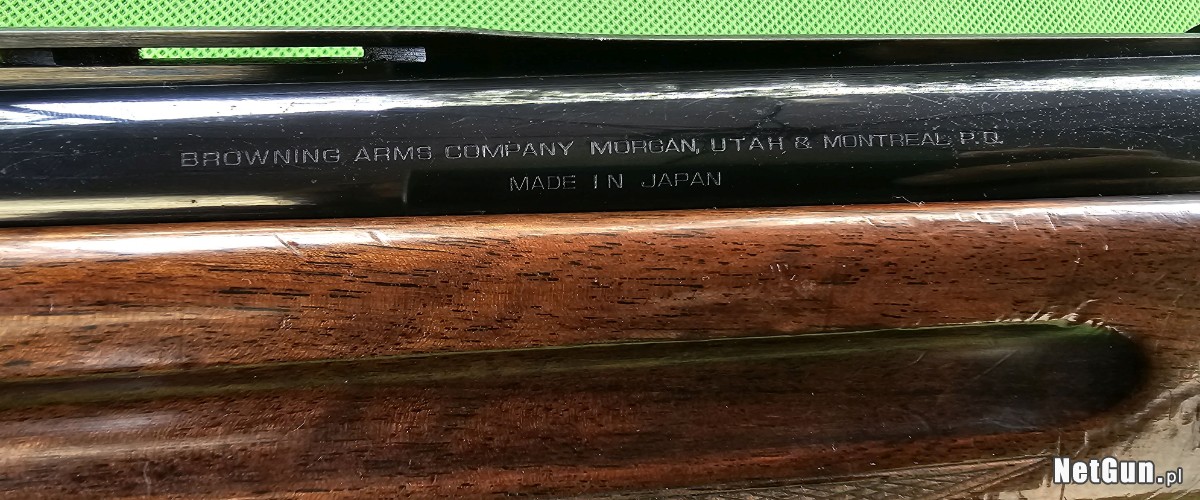 BROWNING ARMS COMPANY MORGAN, UTAH & MONTREAL P.Q.
MADE IN JAPAN
NetGun.pl